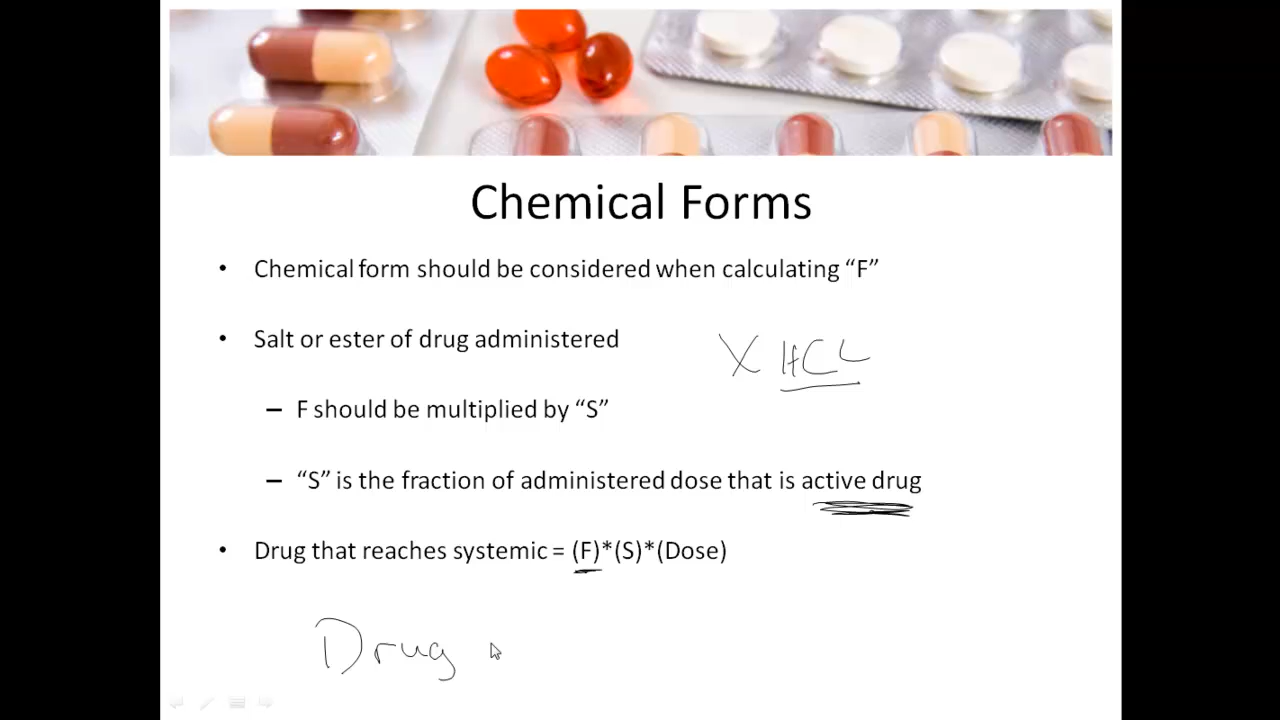 Chemical Forms
• Chemical form should be considered when calculating “F”
• Salt or ester of drug administered
X HCL
– F should be multiplied by “S”
– “S” is the fraction of administered dose that is active drug
• Drug that reaches systemic = (F)*(S)*(Dose)
Drug